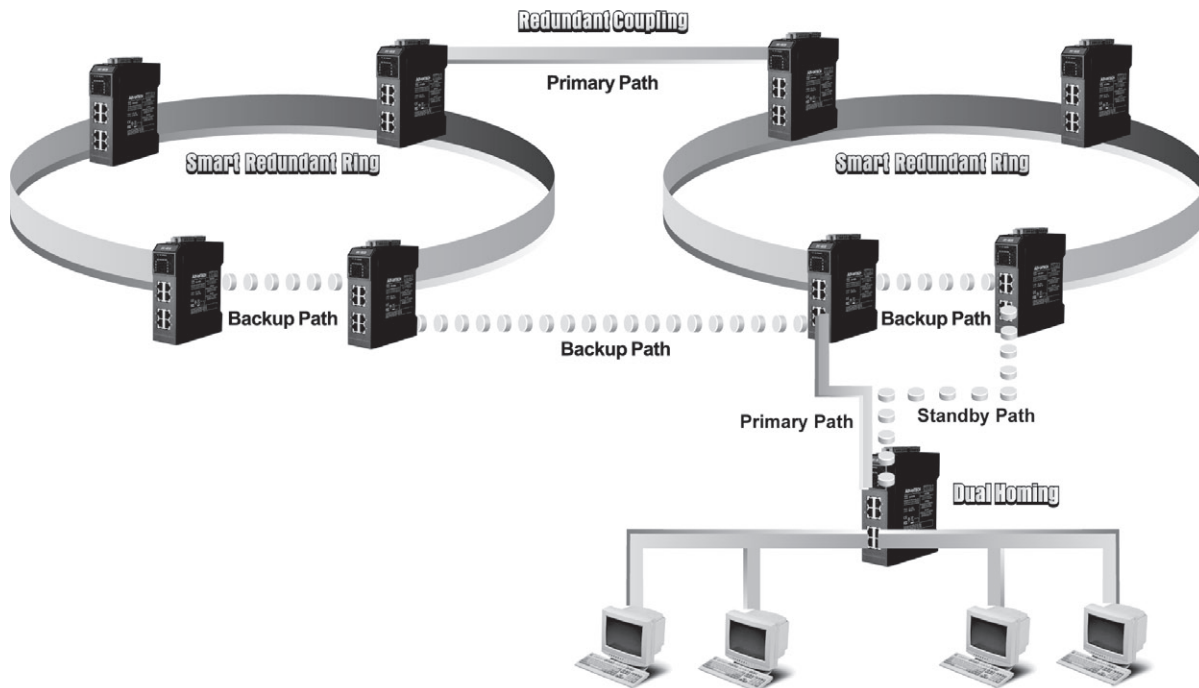 Redundant Coupling
Primary Path
Smart Redundant Ring
Smart Redundant Ring
Backup Path
Backup Path
Backup Path
Primary Path
Standby Path
Dual Homing